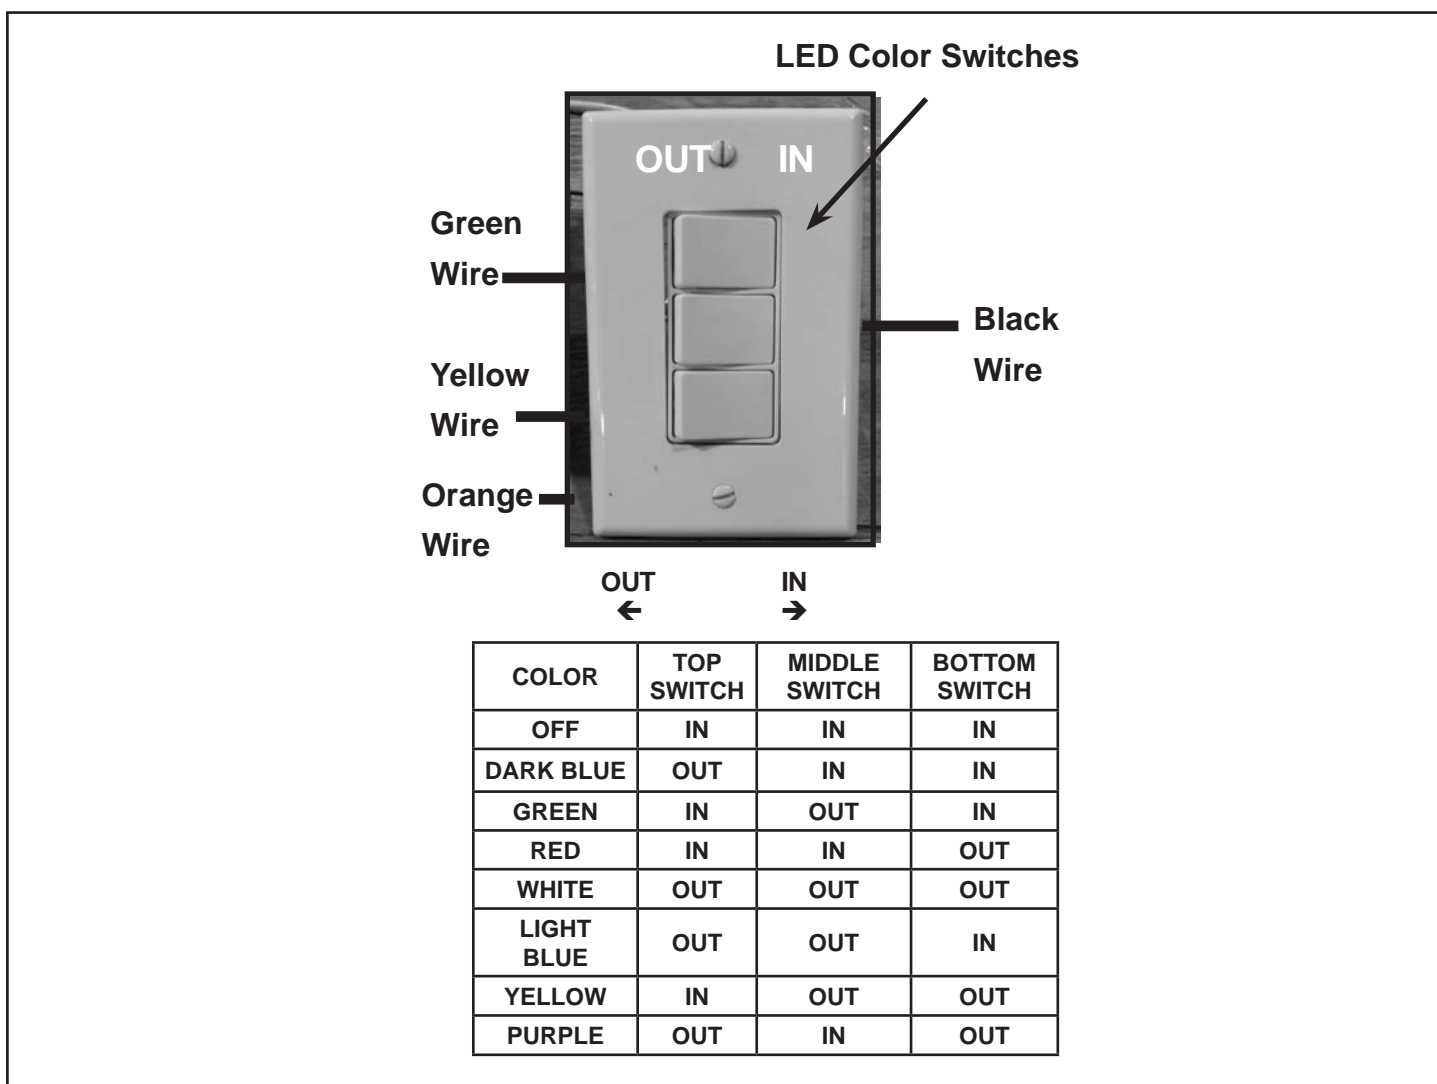 LED Color Switches
OUT IN
Green
Wire
Black
Wire
Yellow
Wire
Orange
Wire
OUT IN
← →
COLOR TOP SWITCH MIDDLE SWITCH BOTTOM SWITCH
OFF IN IN IN
DARK BLUE OUT IN IN
GREEN IN OUT IN
RED IN IN OUT
WHITE OUT OUT OUT
LIGHT BLUE OUT OUT IN
YELLOW IN OUT OUT
PURPLE OUT IN OUT